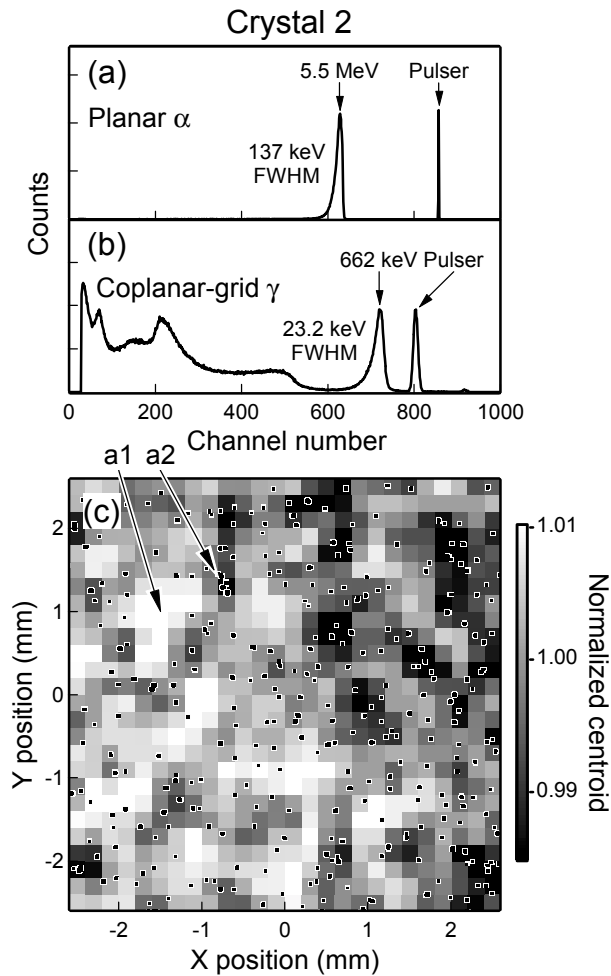 Crystal 2
(a)
5.5 MeV
Pulser
Planar α
137 keV
FWHM
Counts
(b)
662 keV Pulser
Coplanar-grid γ
23.2 keV
FWHM
0 200 400 600 800 1000
Channel number
a1 a2
(c)
2
1
0
-1
-2
Y position (mm)
-2 -1 0 1 2
X position (mm)
1.01
1.00
0.99
Normalized centroid